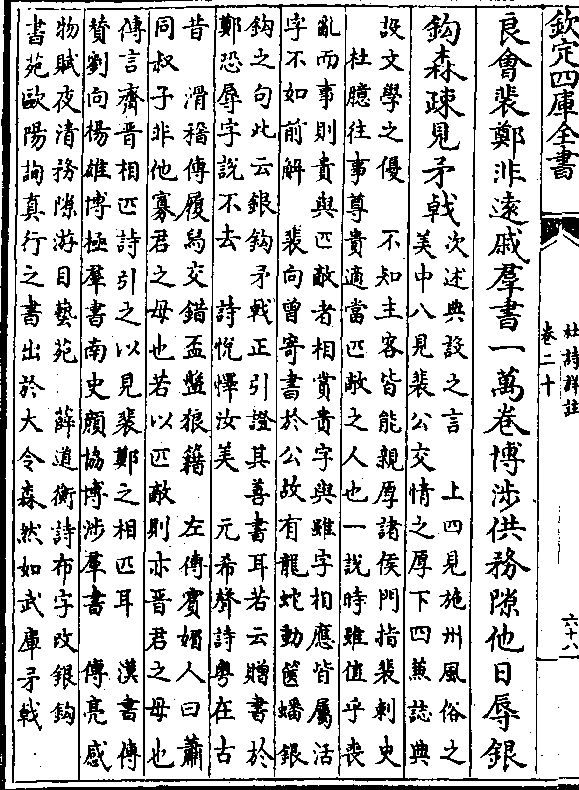 欽定四庫全書
杜詩詳註
卷二十
六十八
良會裴鄭非遠戚羣書一萬卷博涉供務隙他日辱銀
鈎森疎見矛戟
次述典設之言　上四見施州風俗之
美中八見裴公交情之厚下四兼誌典
設文學之優　不知主客皆能親厚諸侯門指裴刺史
杜臆往事尊貴適當匹敵之人也一說時雖值乎喪
亂而事則貴與匹敵者相賞貴字與雖字相應皆屬活
字不如前解　裴向曾寄書於公故有龍蛇動篋蟠銀
鈎之句此云銀鈎矛戟正引證其善書耳若云贈書於
鄭恐辱字說不去　詩悅懌汝美　元希聲詩粤在古
昔　滑稽傳履舄交錯盃盤狼籍　左傳賓媚人曰蕭
同叔子非他寡君之母也若以匹敵則亦晉君之母也
傳言齊晉相匹詩引之以見裴鄭之相匹耳　漢書傳
贊劉向楊雄博極羣書南史顔協博涉羣書　傅亮感
物賦夜清務隙游目藝苑　薛道衡詩布字改銀鈎
書苑歐陽詢真行之書出於大令森然如武庫矛戟